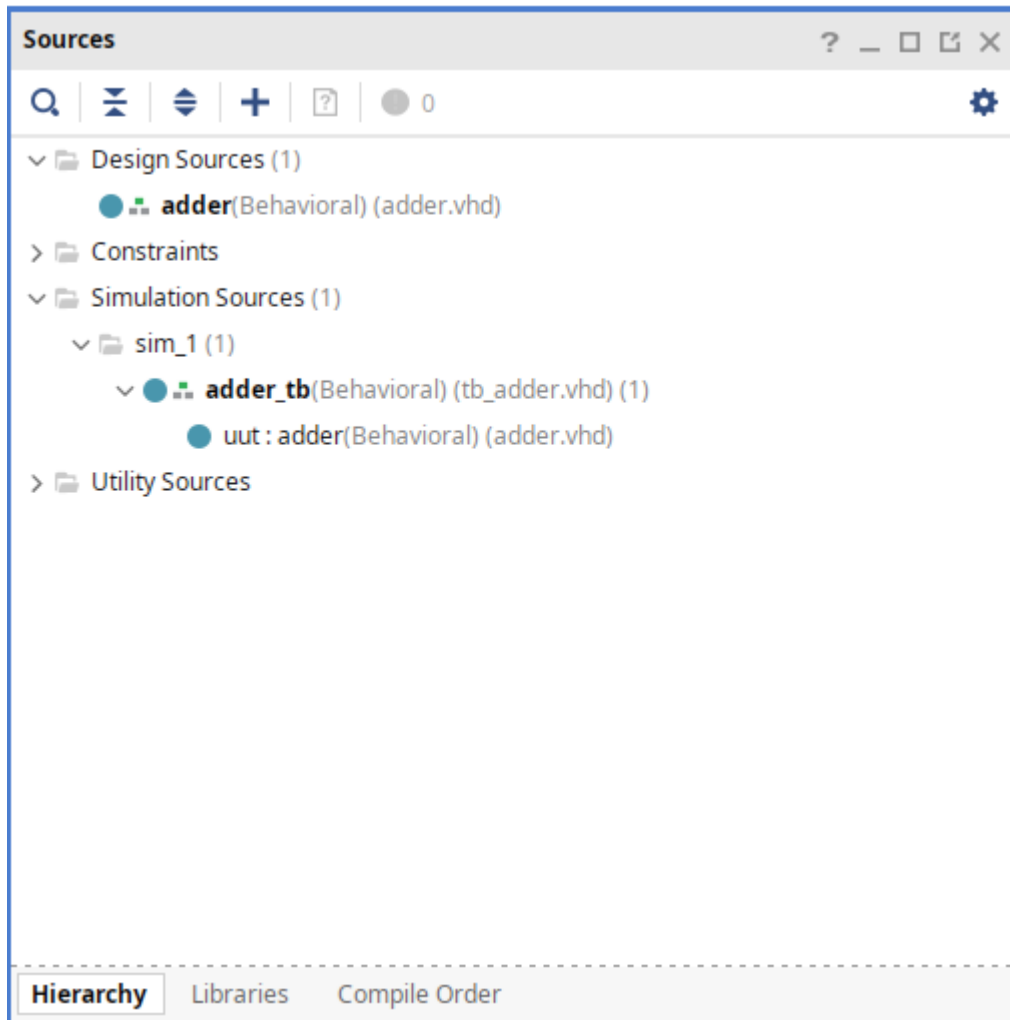 Sources
0
Design Sources (1)
adder(Behavioral) (adder.vhd)
Constraints
Simulation Sources (1)
sim_1 (1)
adder_tb(Behavioral) (tb_adder.vhd) (1)
uut : adder(Behavioral) (adder.vhd)
Utility Sources
Hierarchy Libraries Compile Order